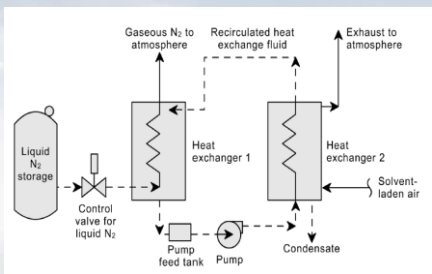 Gaseous N₂ to
atmosphere
Recirculated heat
exchange fluid
Exhaust to
atmosphere
Liquid
N₂
storage
Heat
exchanger 1
Heat
exchanger 2
Control
valve for
liquid N₂
Solvent-
laden air
Pump
feed tank
Pump
Condensate